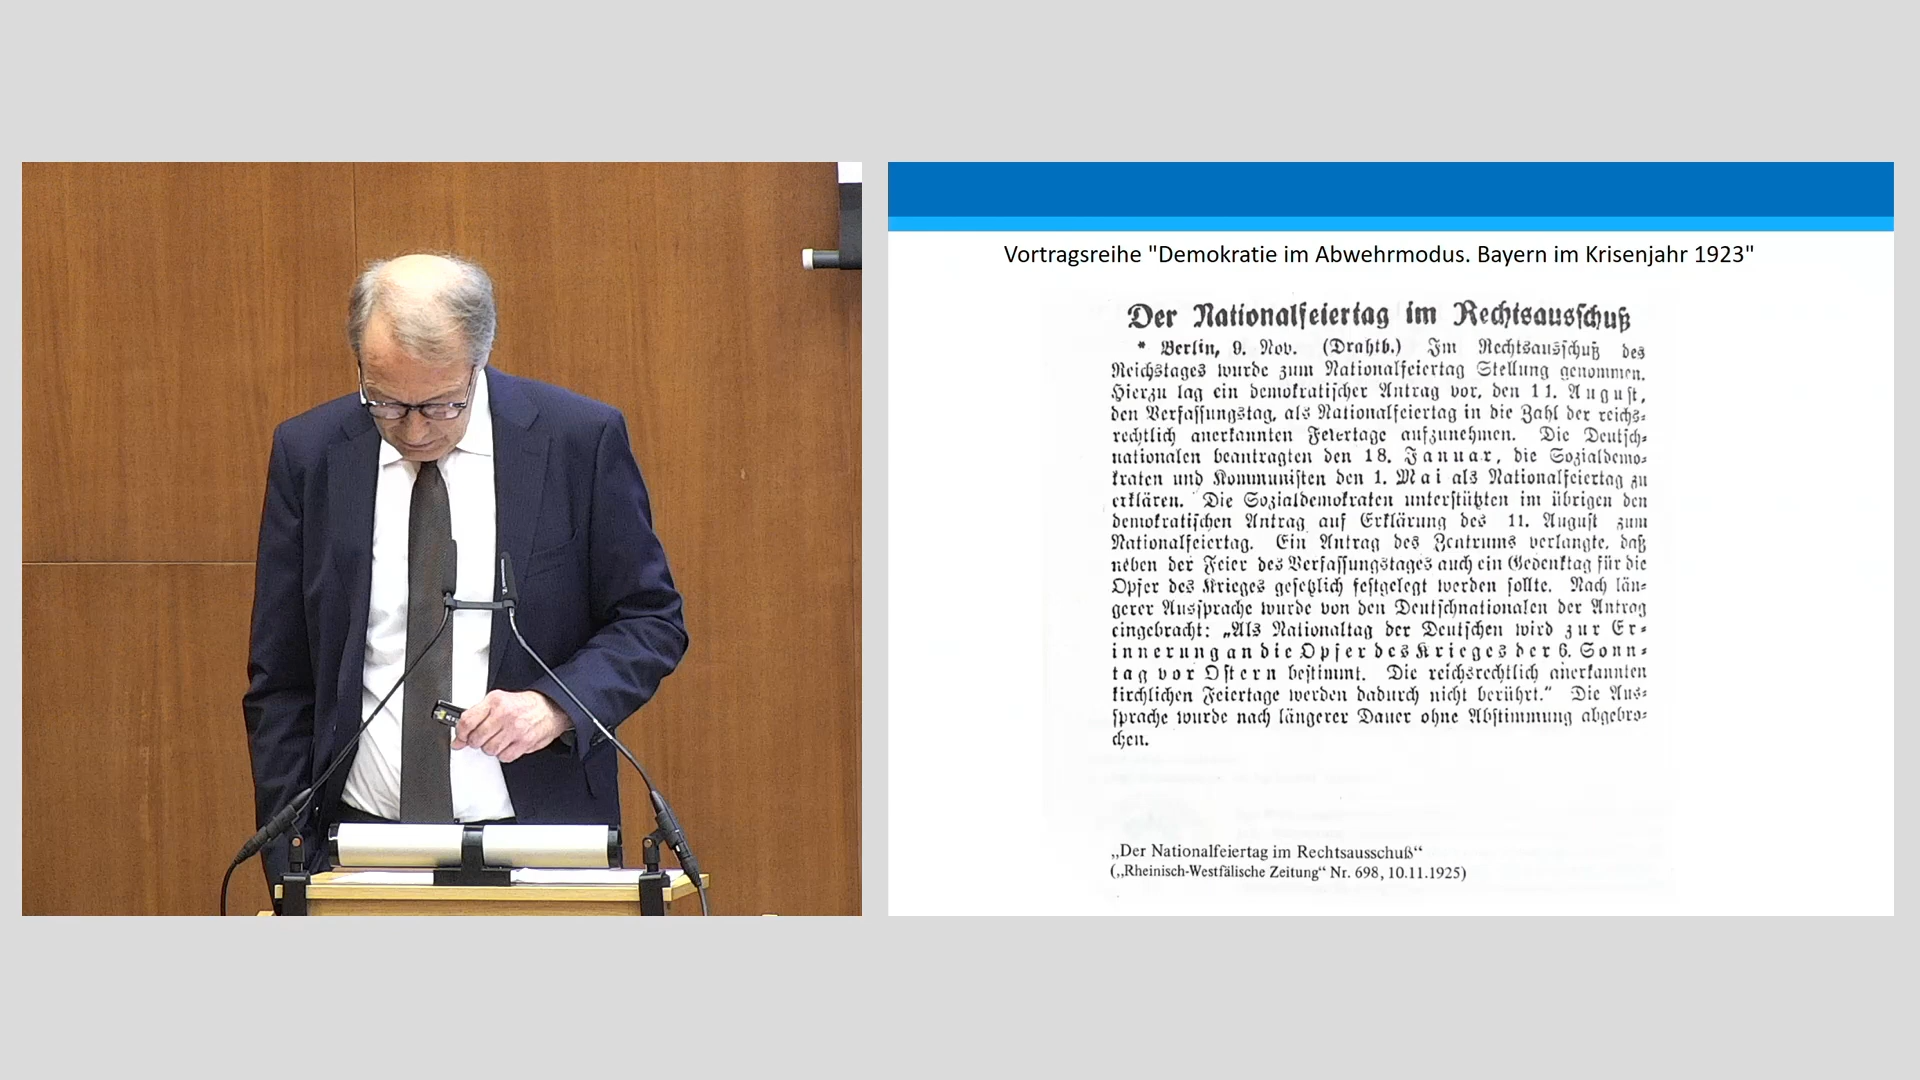 Vortragsreihe "Demokratie im Abwehrmodus. Bayern im Krisenjahr 1923"
Der Nationalfeiertag im Rechtsausschuß
* Berlin, 9. Nov. (Drahtb.) Im Rechtsausschuß des
Reichstages wurde zum Nationalfeiertag Stellung genommen.
Hierzu lag ein demokratischer Antrag vor, den 11. August,
den Verfassungstag, als Nationalfeiertag in die Zahl der reichs-
rechtlich anerkannten Feiertage aufzunehmen. Die Deutsch-
nationalen beantragten den 18. Januar, die Sozialdemo-
kraten und Kommunisten den 1. Mai als Nationalfeiertag zu
erklären. Die Sozialdemokraten unterstützten im übrigen den
demokratischen Antrag auf Erklärung des 11. August zum
Nationalfeiertag. Ein Antrag des Zentrums verlangte, daß
neben der Feier des Verfassungstages auch ein Gedenktag für die
Opfer des Krieges gesetzlich festgelegt werden sollte. Nach län-
gerer Aussprache wurde von den Deutschnationalen der Antrag
eingebracht: „Als Nationaltag der Deutschen wird zur Er-
innerung an die Opfer des Krieges der 6. Sonn-
tag vor Ostern bestimmt. Die reichsrechtlich anerkannten
kirchlichen Feiertage werden dadurch nicht berührt.“ Die Aus-
sprache wurde nach längerer Dauer ohne Abstimmung abgebro-
chen.
„Der Nationalfeiertag im Rechtsausschuß“
(„Rheinisch-Westfälische Zeitung“ Nr. 698, 10.11.1925)